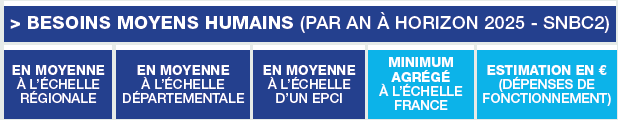 > BESOINS MOYENS HUMAINS (PAR AN À HORIZON 2025 - SNBC2)
EN MOYENNE
À L'ÉCHELLE
RÉGIONALE
EN MOYENNE
À L'ÉCHELLE
DÉPARTEMENTALE
EN MOYENNE
À L'ÉCHELLE
D'UN EPCI
MINIMUM
AGRÉGÉ
À L'ÉCHELLE
FRANCE
ESTIMATION EN €
(DÉPENSES DE
FONCTIONNEMENT)